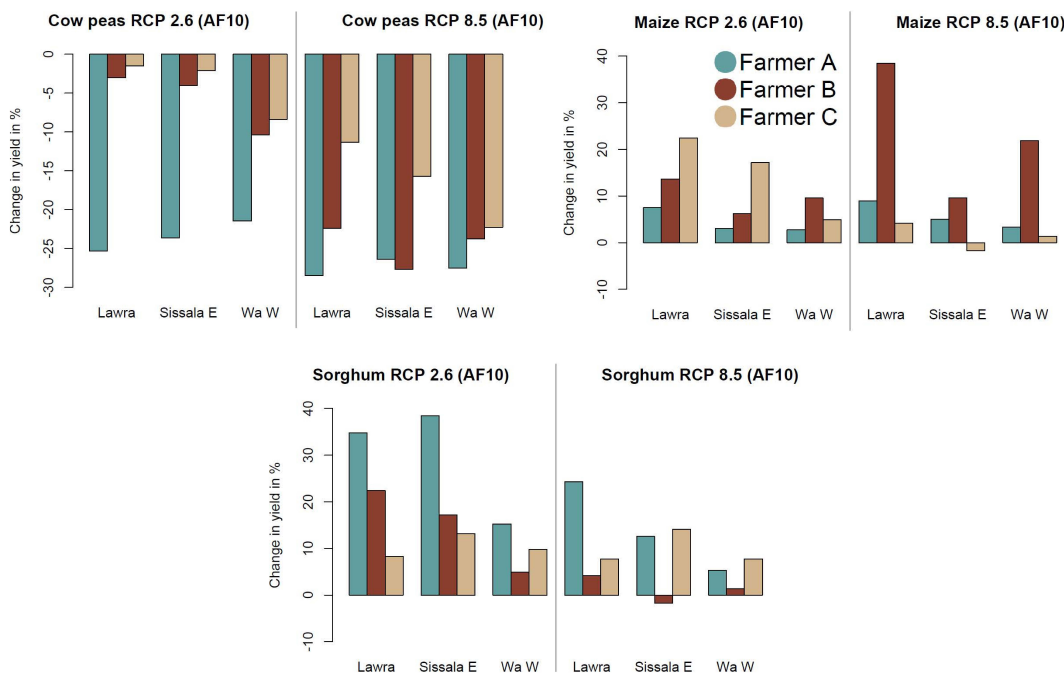 Cow peas RCP 2.6 (AF10)
Cow peas RCP 8.5 (AF10)
Change in yield in %
0
-5
-10
-15
-20
-25
-30
Lawra
Sissala E
Wa W
Lawra
Sissala E
Wa W
Maize RCP 2.6 (AF10)
Maize RCP 8.5 (AF10)
Farmer A
Farmer B
Farmer C
Change in yield in %
40
30
20
10
0
-10
Lawra
Sissala E
Wa W
Lawra
Sissala E
Wa W
Sorghum RCP 2.6 (AF10)
Sorghum RCP 8.5 (AF10)
Change in yield in %
40
30
20
10
0
-10
Lawra
Sissala E
Wa W
Lawra
Sissala E
Wa W